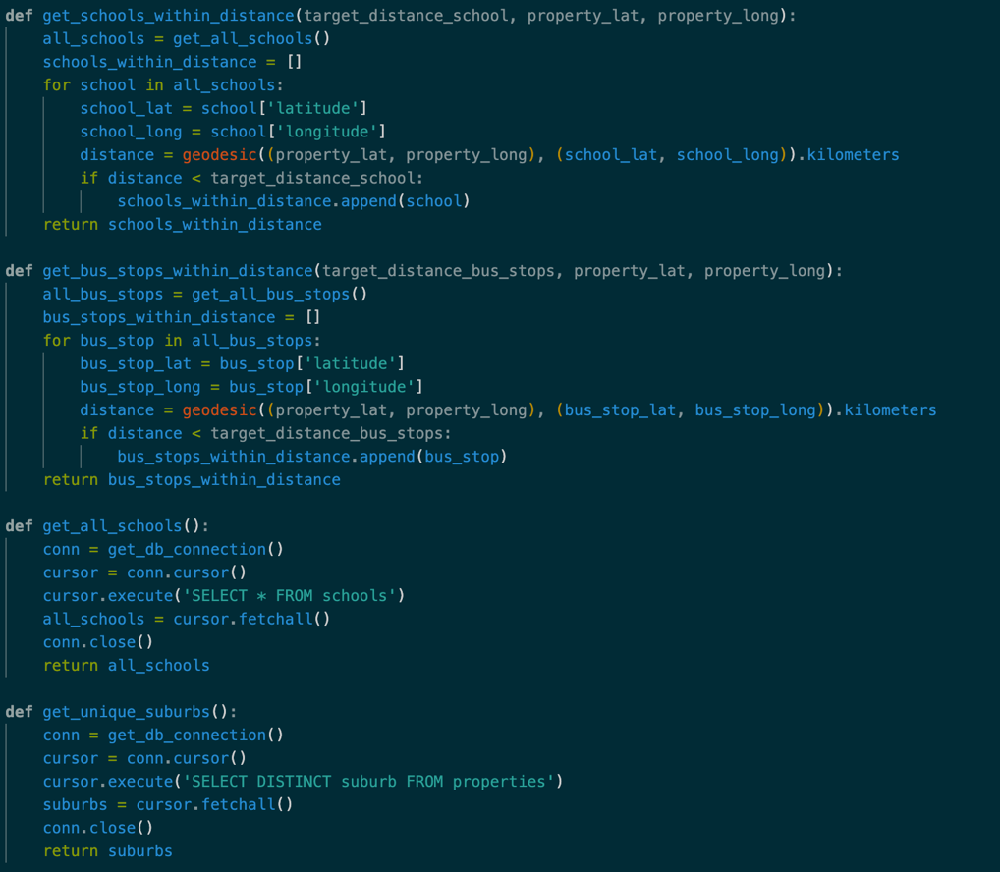 def get_schools_within_distance(target_distance_school, property_lat, property_long):
    all_schools = get_all_schools()
    schools_within_distance = []
    for school in all_schools:
        school_lat = school['latitude']
        school_long = school['longitude']
        distance = geodesic((property_lat, property_long), (school_lat, school_long)).kilometers
        if distance < target_distance_school:
            schools_within_distance.append(school)
    return schools_within_distance

def get_bus_stops_within_distance(target_distance_bus_stops, property_lat, property_long):
    all_bus_stops = get_all_bus_stops()
    bus_stops_within_distance = []
    for bus_stop in all_bus_stops:
        bus_stop_lat = bus_stop['latitude']
        bus_stop_long = bus_stop['longitude']
        distance = geodesic((property_lat, property_long), (bus_stop_lat, bus_stop_long)).kilometers
        if distance < target_distance_bus_stops:
            bus_stops_within_distance.append(bus_stop)
    return bus_stops_within_distance

def get_all_schools():
    conn = get_db_connection()
    cursor = conn.cursor()
    cursor.execute('SELECT * FROM schools')
    all_schools = cursor.fetchall()
    conn.close()
    return all_schools

def get_unique_suburbs():
    conn = get_db_connection()
    cursor = conn.cursor()
    cursor.execute('SELECT DISTINCT suburb FROM properties')
    suburbs = cursor.fetchall()
    conn.close()
    return suburbs